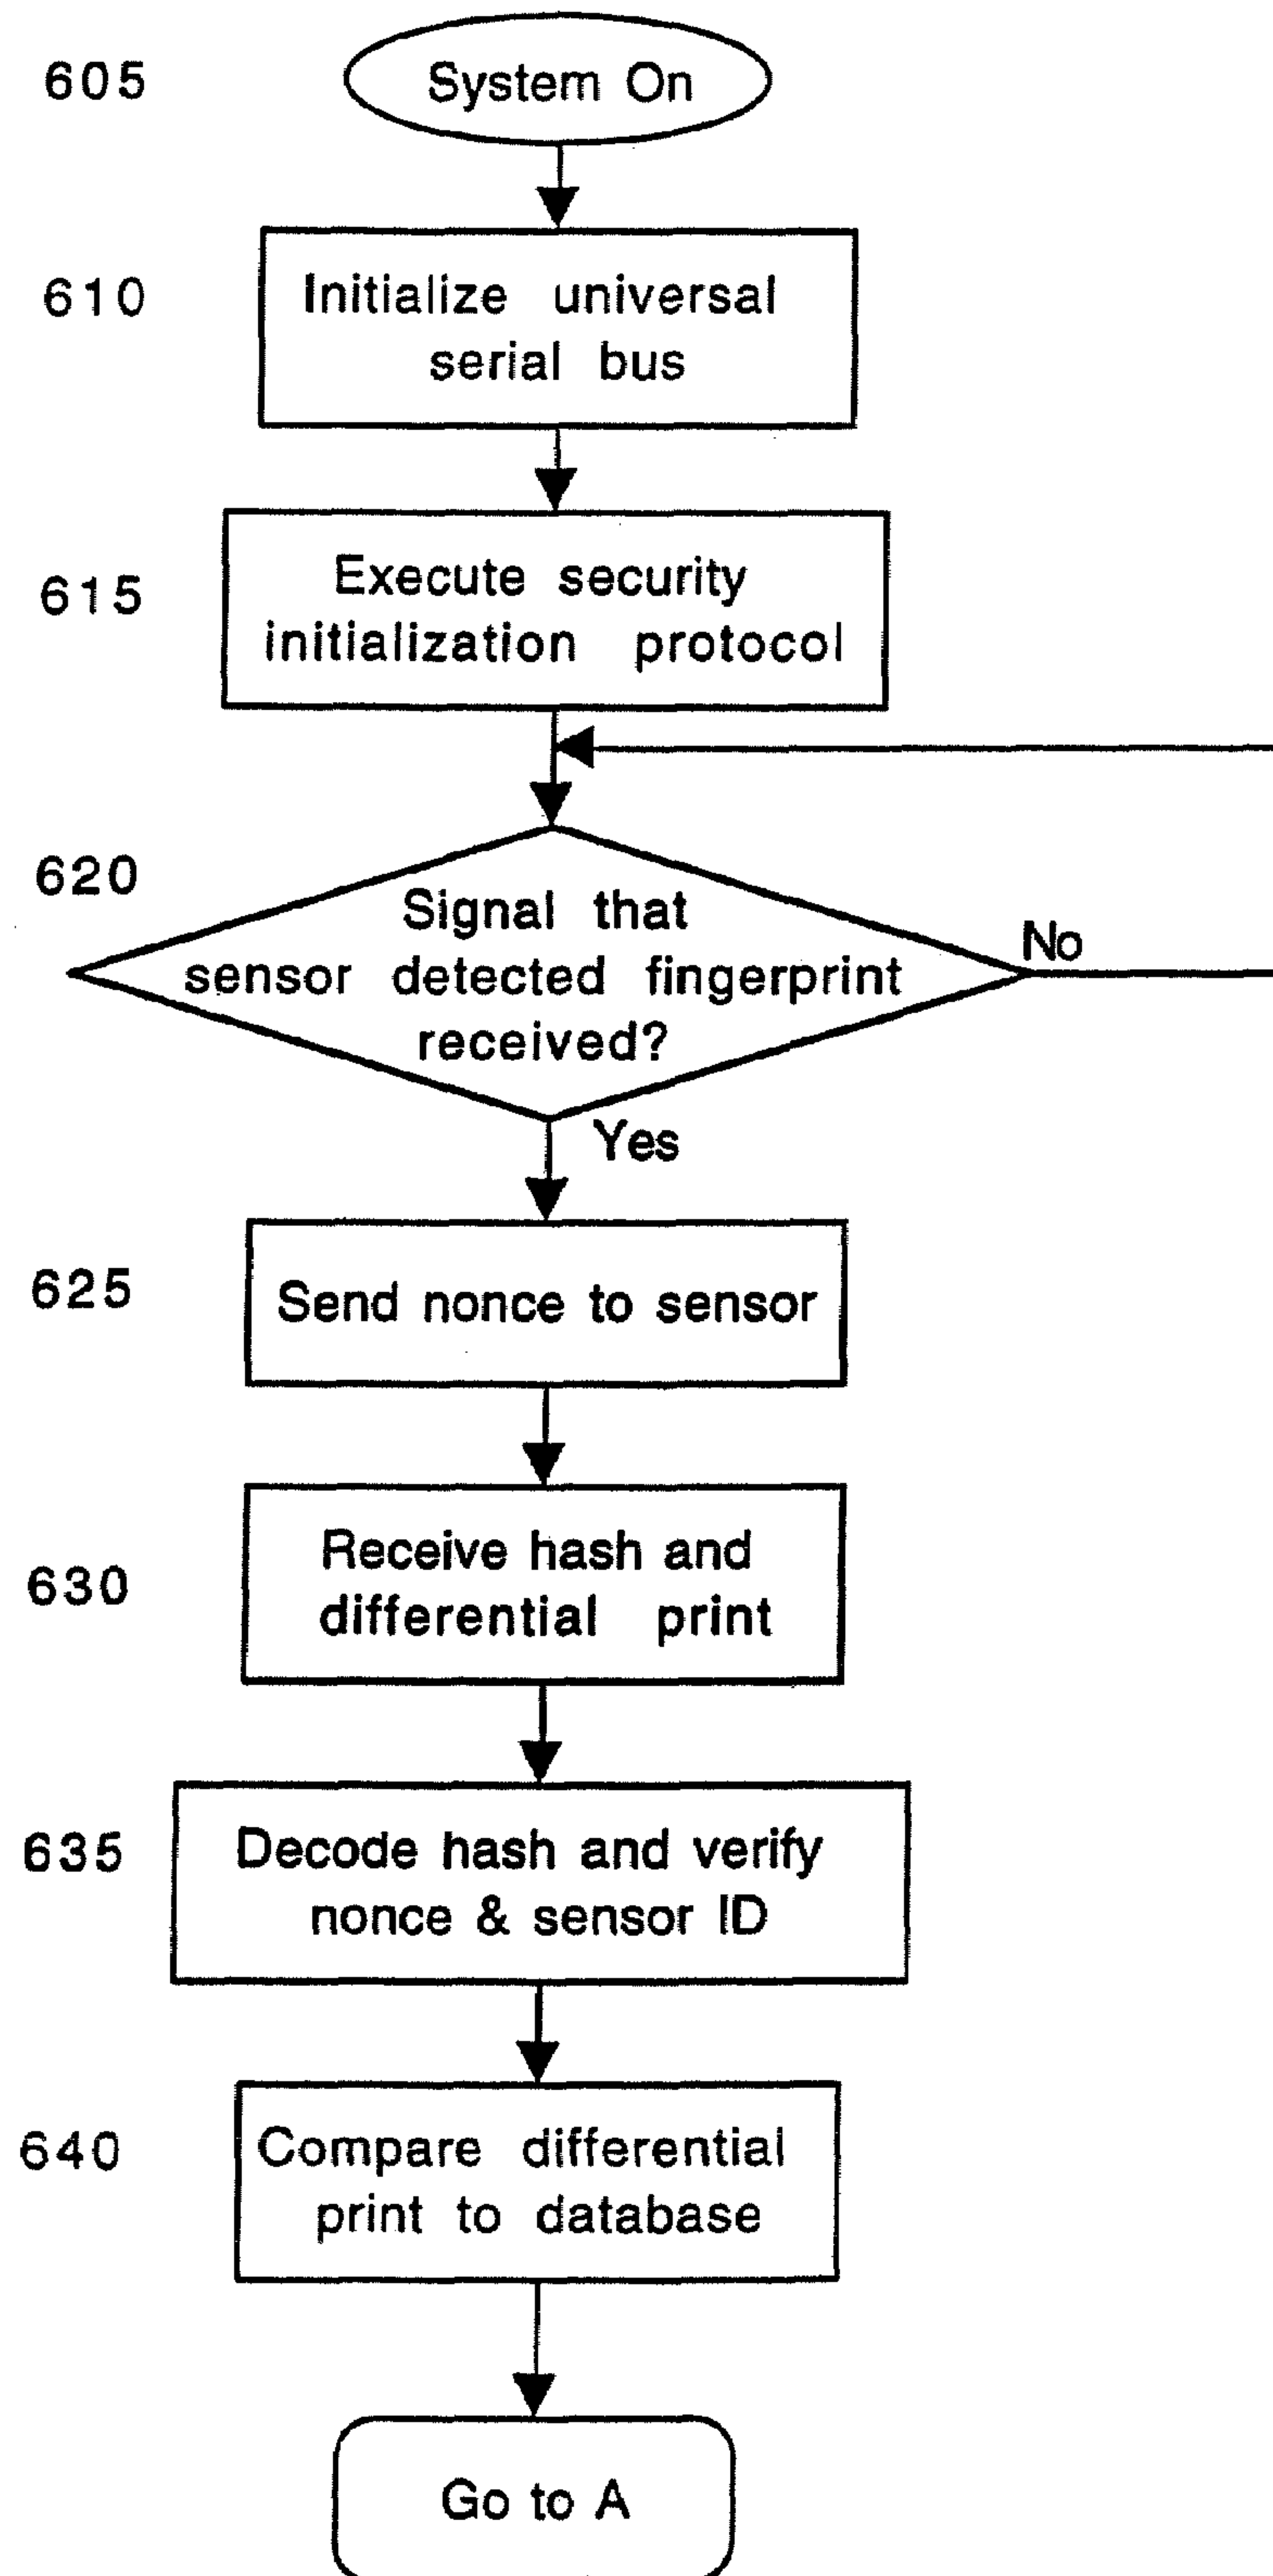 605
System On
610
Initialize universal
serial bus
615
Execute security
initialization protocol
620
Signal that
sensor detected fingerprint
received?
No
Yes
625
Send nonce to sensor
630
Receive hash and
differential print
635
Decode hash and verify
nonce & sensor ID
640
Compare differential
print to database
Go to A